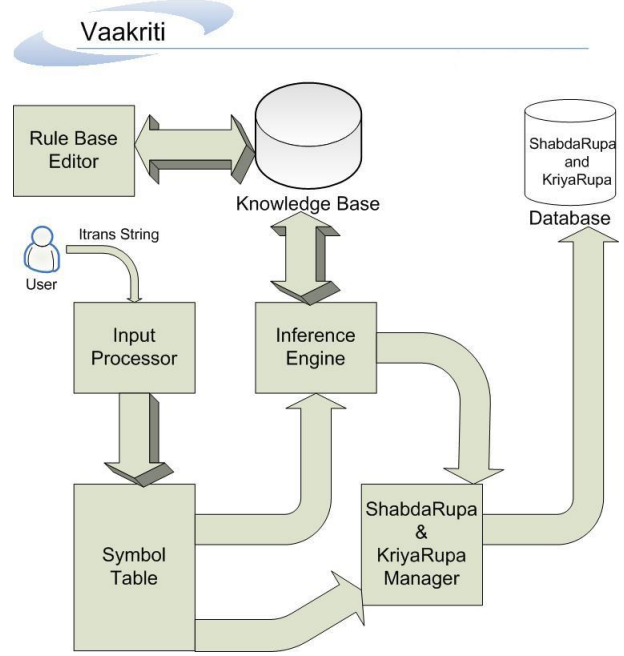 Vaakriti
Rule Base
Editor
Knowledge Base
ShabdaRupa
and
KriyaRupa
Database
Itrans String
User
Input
Processor
Inference
Engine
Symbol
Table
ShabdaRupa
&
KriyaRupa
Manager